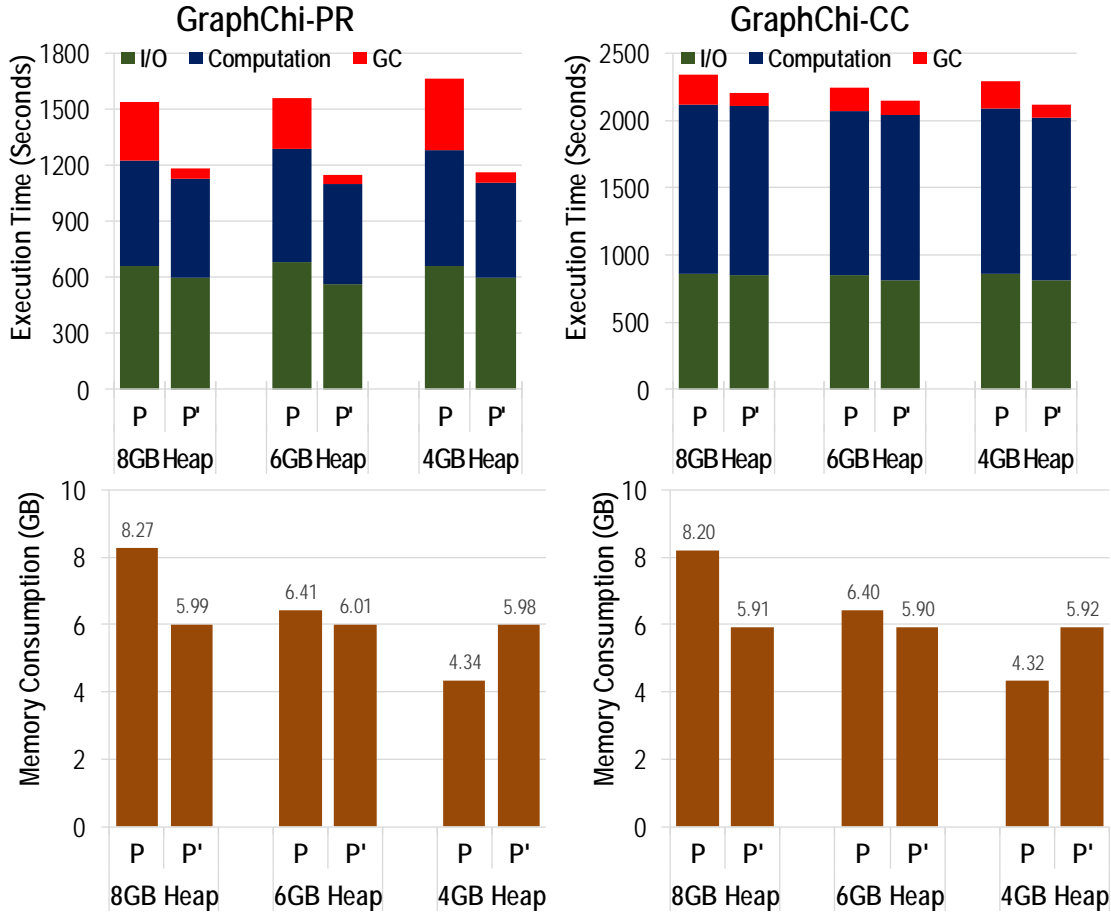 GraphChi-PR
I/O Computation GC
Execution Time (Seconds)
1800
1500
1200
900
600
300
0
P P' P P' P P'
8GB Heap 6GB Heap 4GB Heap
GraphChi-CC
I/O Computation GC
Execution Time (Seconds)
2500
2000
1500
1000
500
0
P P' P P' P P'
8GB Heap 6GB Heap 4GB Heap
Memory Consumption (GB)
10
8
6
4
2
0
8.27 5.99 6.41 6.01 4.34 5.98
P P' P P' P P'
8GB Heap 6GB Heap 4GB Heap
Memory Consumption (GB)
10
8
6
4
2
0
8.20 5.91 6.40 5.90 4.32 5.92
P P' P P' P P'
8GB Heap 6GB Heap 4GB Heap